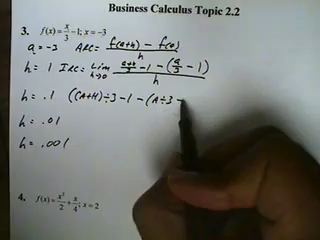 Business Calculus Topic 2.2
3. f(x) = x/3 - 1; x = -3
a = -3 ARC = (f(a+h) - f(a))/h
h = 1 IRC = Lim h→0 ((a+h)/3 - 1 - (a/3 - 1))/h
h = .1 ((A+H)÷3-1-(A÷3-
h = .01
h = .001
4. f(x) = x²/2 + x/4; x = 2